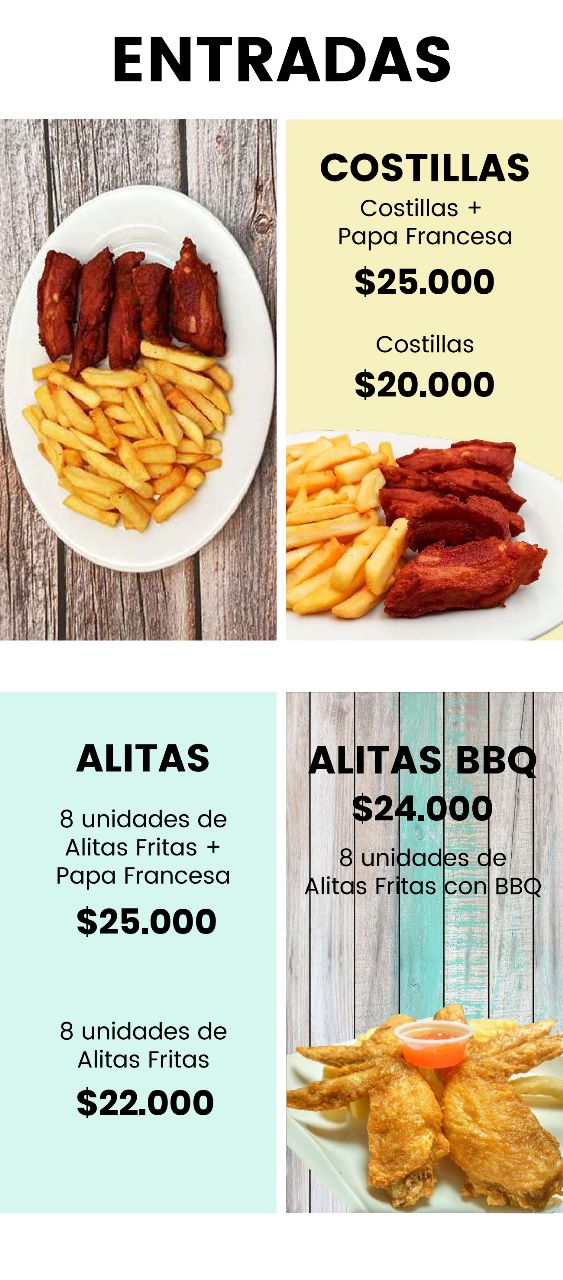 ENTRADAS
COSTILLAS
Costillas +
Papa Francesa
$25.000
Costillas
$20.000
ALITAS
8 unidades de
Alitas Fritas +
Papa Francesa
$25.000
8 unidades de
Alitas Fritas
$22.000
ALITAS BBQ
$24.000
8 unidades de
Alitas Fritas con BBQ